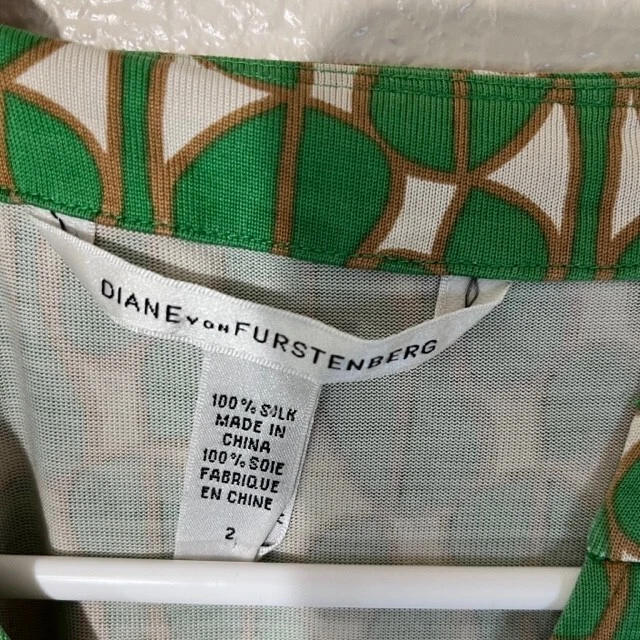 DIANE VON FURSTENBERG
100% SILK
MADE IN
CHINA
100% SOIE
FABRIQUE
EN CHINE
2